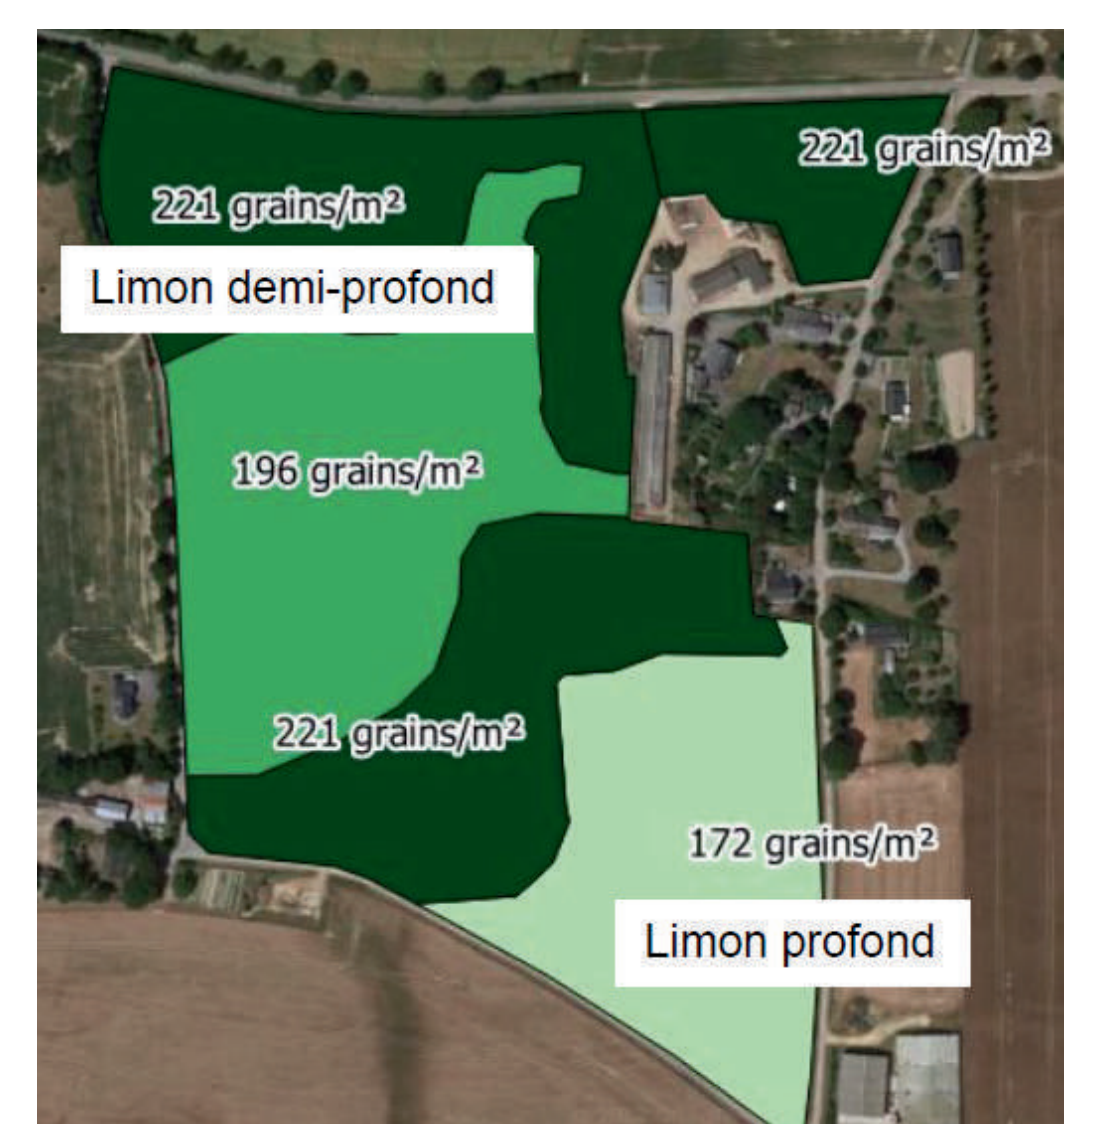 221 grains/m²
221 grains/m²
Limon demi-profond
196 grains/m²
221 grains/m²
172 grains/m²
Limon profond